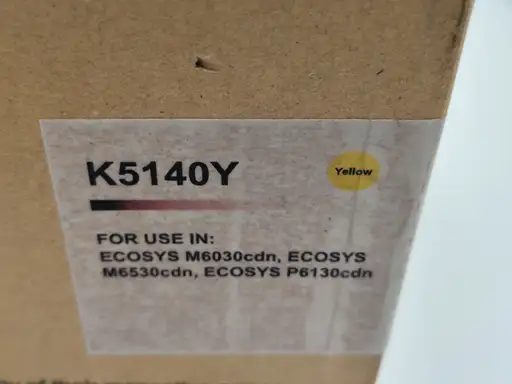 K5140Y
Yellow
FOR USE IN:
ECOSYS M6030cdn, ECOSYS
M6530cdn, ECOSYS P6130cdn